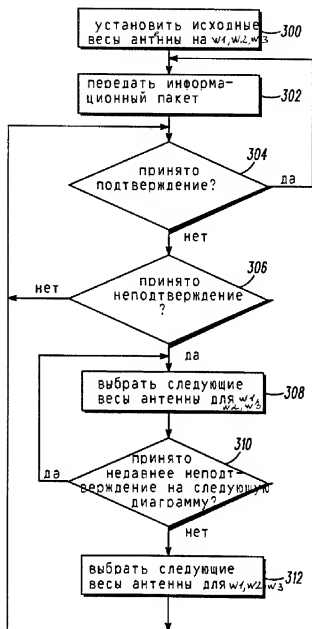 установить исходные
весы антенны на w1, w2, w3
300
передать информа-
ционный пакет
302
304
принято
подтверждение?
да
нет
306
принято
неподтверждение
?
нет
да
выбрать следующие
весы антенны для w1,
w2, w3
308
310
принято
недавнее неподт-
верждение на следующую
диаграмму?
да
нет
выбрать следующие
весы антенны для w1, w2, w3
312